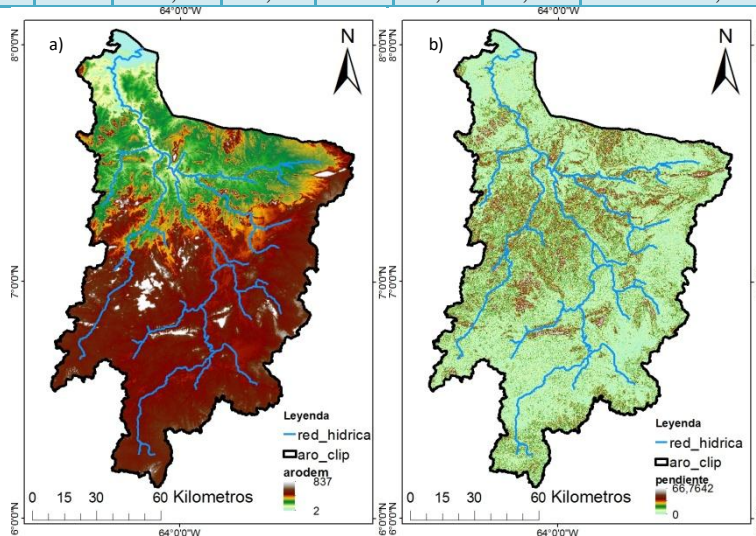 64°0'0"W
64°0'0"W
a)
N
8°0'0"N
7°0'0"N
6°0'0"N
Leyenda
red_hidrica
aro_clip
arodem
837
2
0 15 30 60 Kilometros
64°0'0"W
b)
N
8°0'0"N
7°0'0"N
6°0'0"N
Leyenda
red_hidrica
aro_clip
pendiente
66,7642
0
0 15 30 60 Kilometros
64°0'0"W